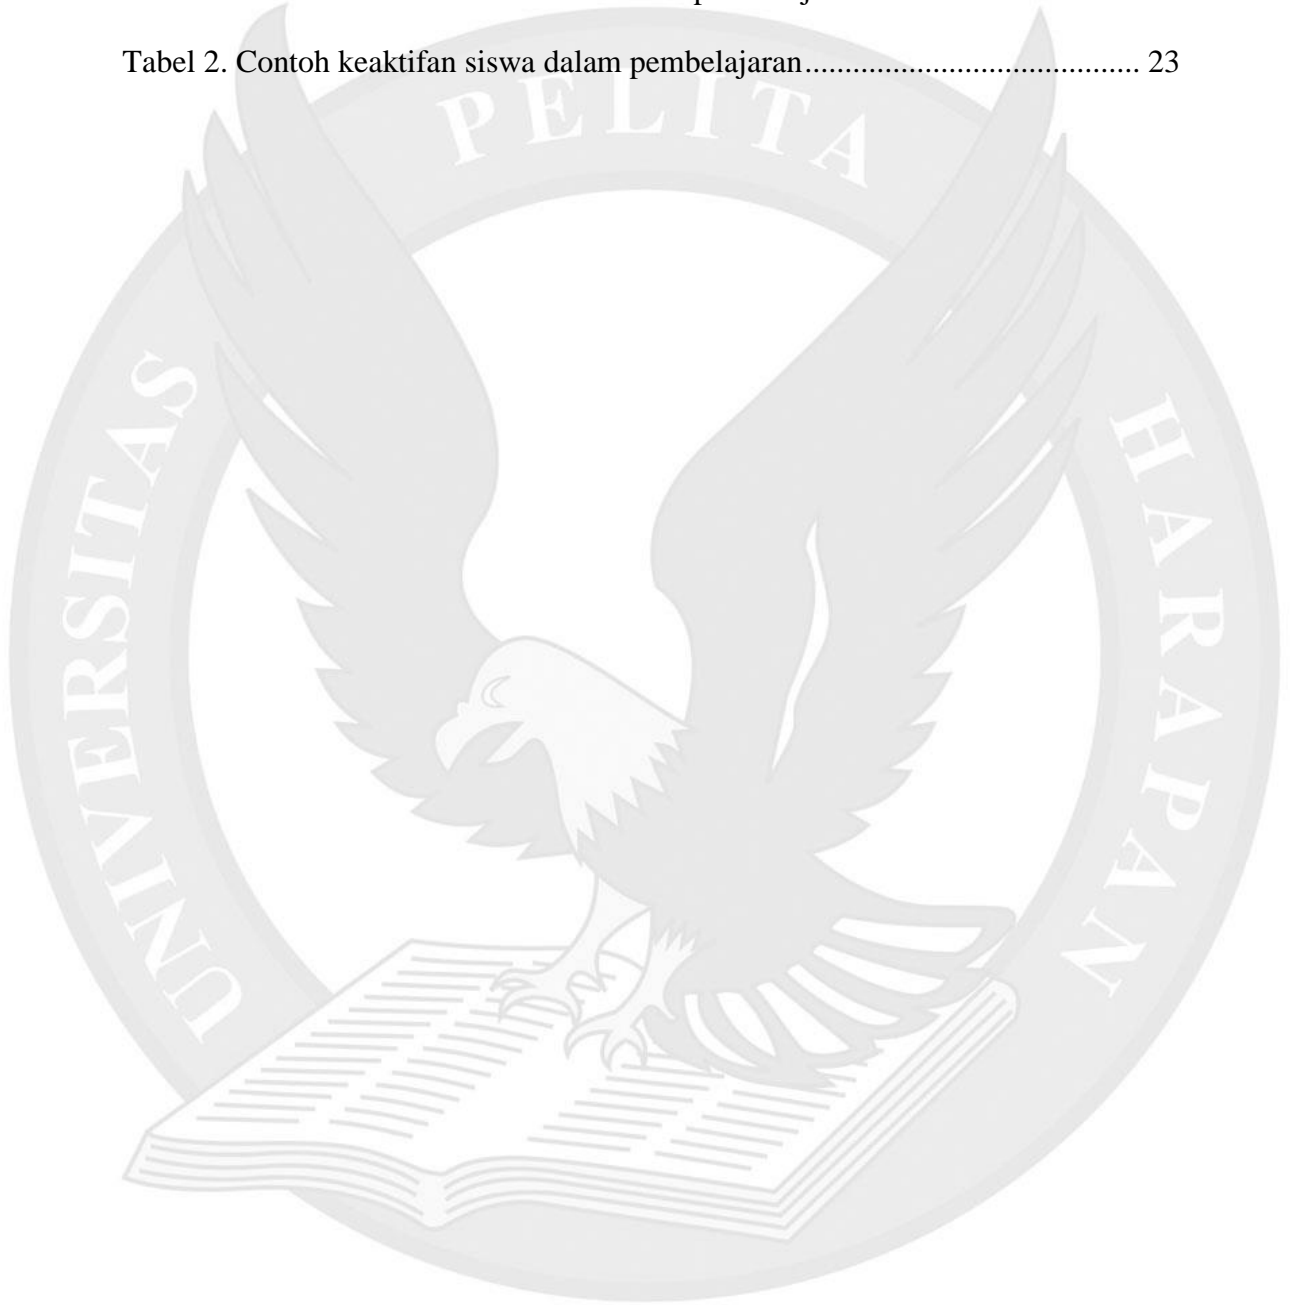 Tabel 2. Contoh keaktifan siswa dalam pembelajaran.......................................... 23
PELITA
UNIVERSITAS
HARAPAN